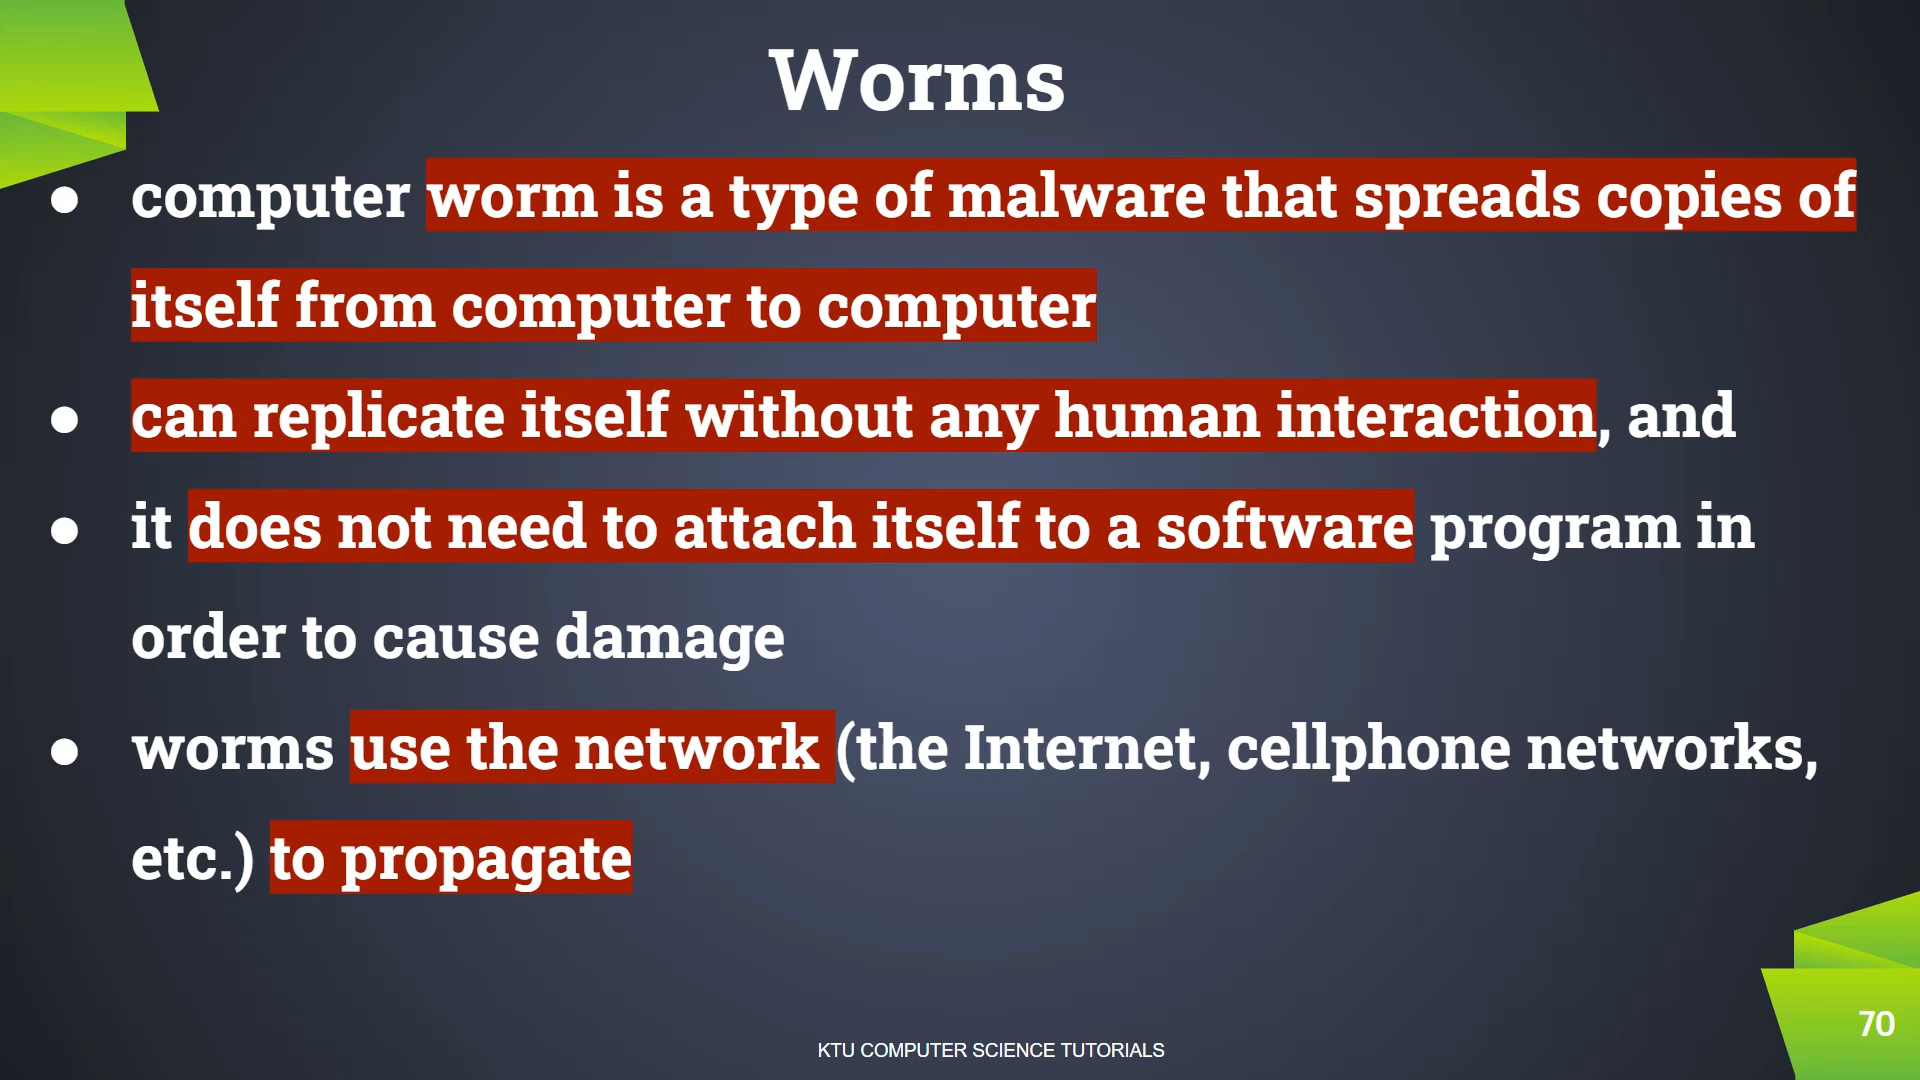 Worms
● computer worm is a type of malware that spreads copies of
itself from computer to computer
● can replicate itself without any human interaction, and
● it does not need to attach itself to a software program in
order to cause damage
● worms use the network (the Internet, cellphone networks,
etc.) to propagate
70
KTU COMPUTER SCIENCE TUTORIALS